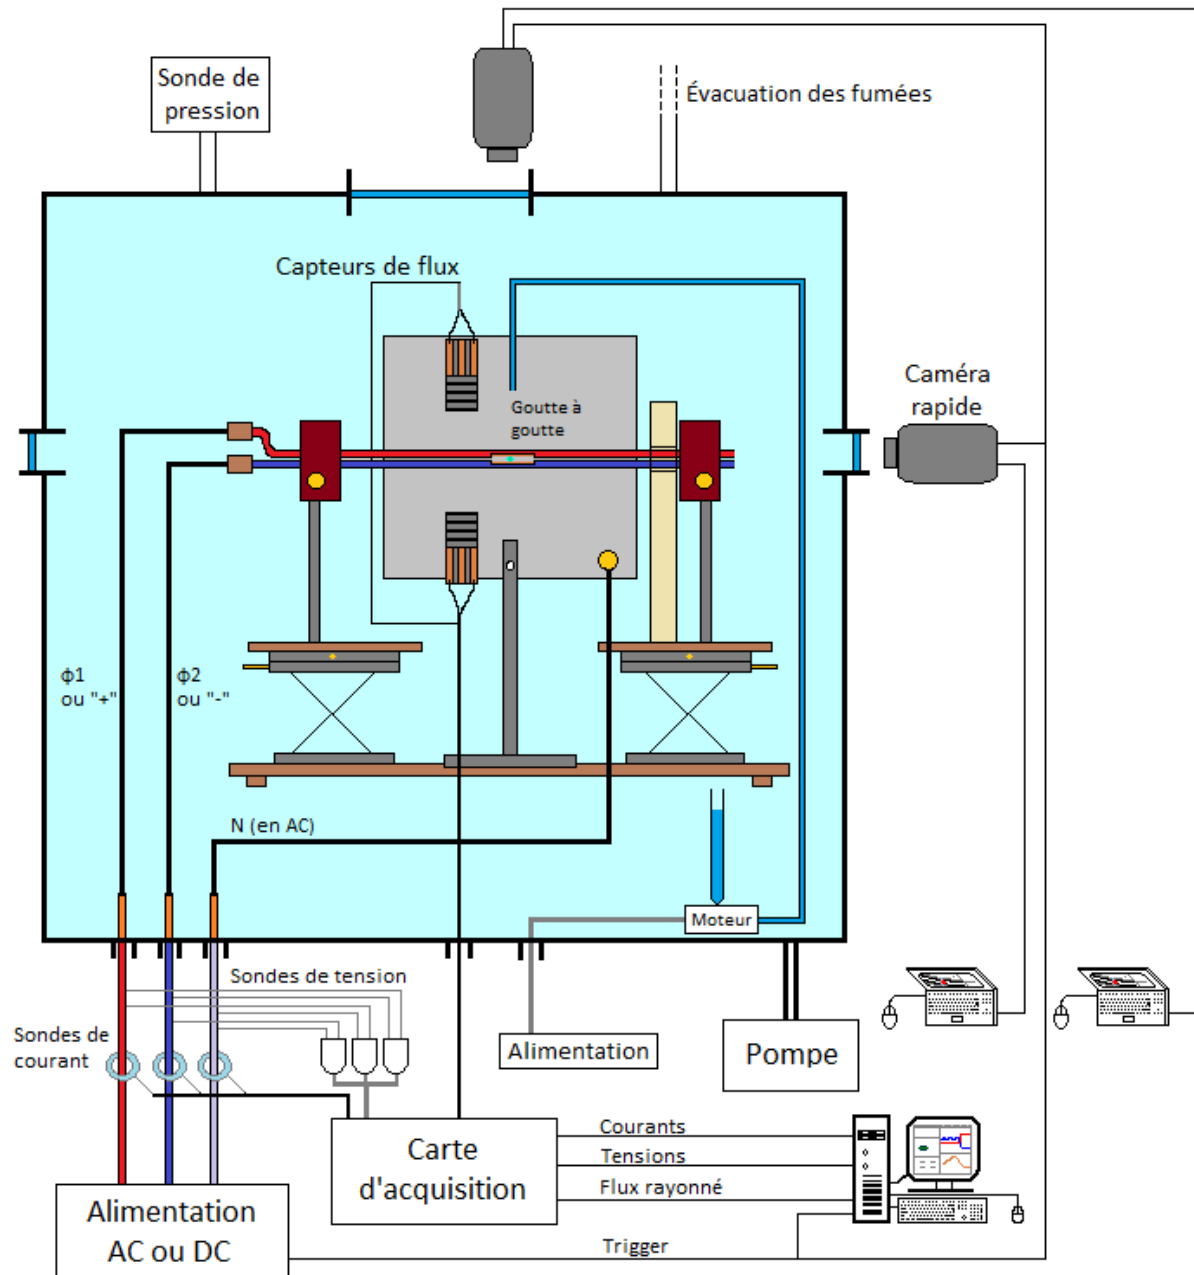 Sonde de
pression
Évacuation des fumées
Capteurs de flux
Goutte à
goutte
Caméra
rapide
ϕ1
ou "+"
ϕ2
ou "-"
N (en AC)
Moteur
Sondes de tension
Sondes de
courant
Alimentation
Pompe
Carte
d'acquisition
Courants
Tensions
Flux rayonné
Alimentation
AC ou DC
Trigger